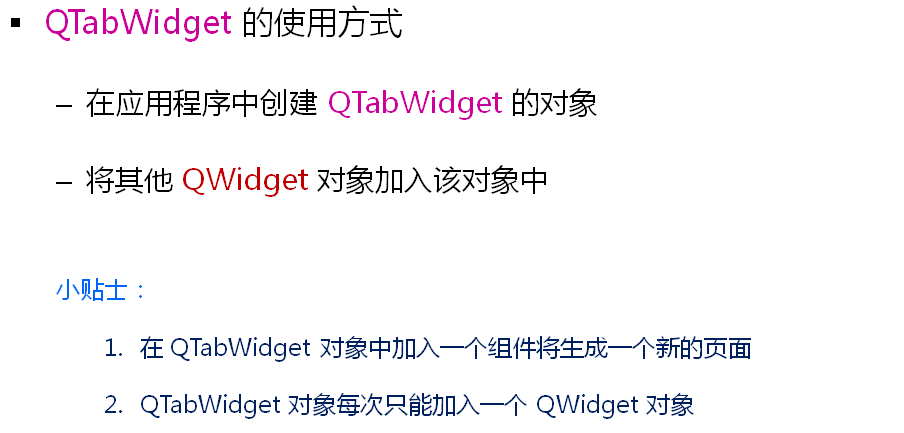 ▪ QTabWidget 的使用方式
– 在应用程序中创建 QTabWidget 的对象
– 将其他 QWidget 对象加入该对象中
小贴士：
1. 在 QTabWidget 对象中加入一个组件将生成一个新的页面
2. QTabWidget 对象每次只能加入一个 QWidget 对象